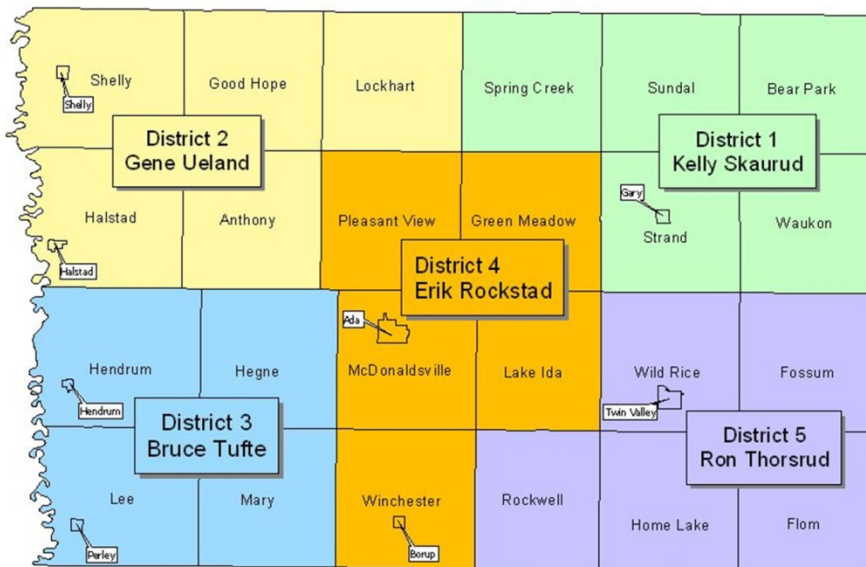 Shelly
Good Hope
Lockhart
Spring Creek
Sundal
Bear Park
Shelly
District 2
Gene Ueland
District 1
Kelly Skaurud
Halstad
Anthony
Pleasant View
Green Meadow
Gary
Strand
Waukon
Halstad
District 4
Erik Rockstad
Ada
Hendrum
Hegne
McDonaldsville
Lake Ida
Wild Rice
Fossum
Hendrum
Twin Valley
District 3
Bruce Tufte
District 5
Ron Thorsrud
Lee
Mary
Winchester
Rockwell
Home Lake
Flom
Perley
Borup